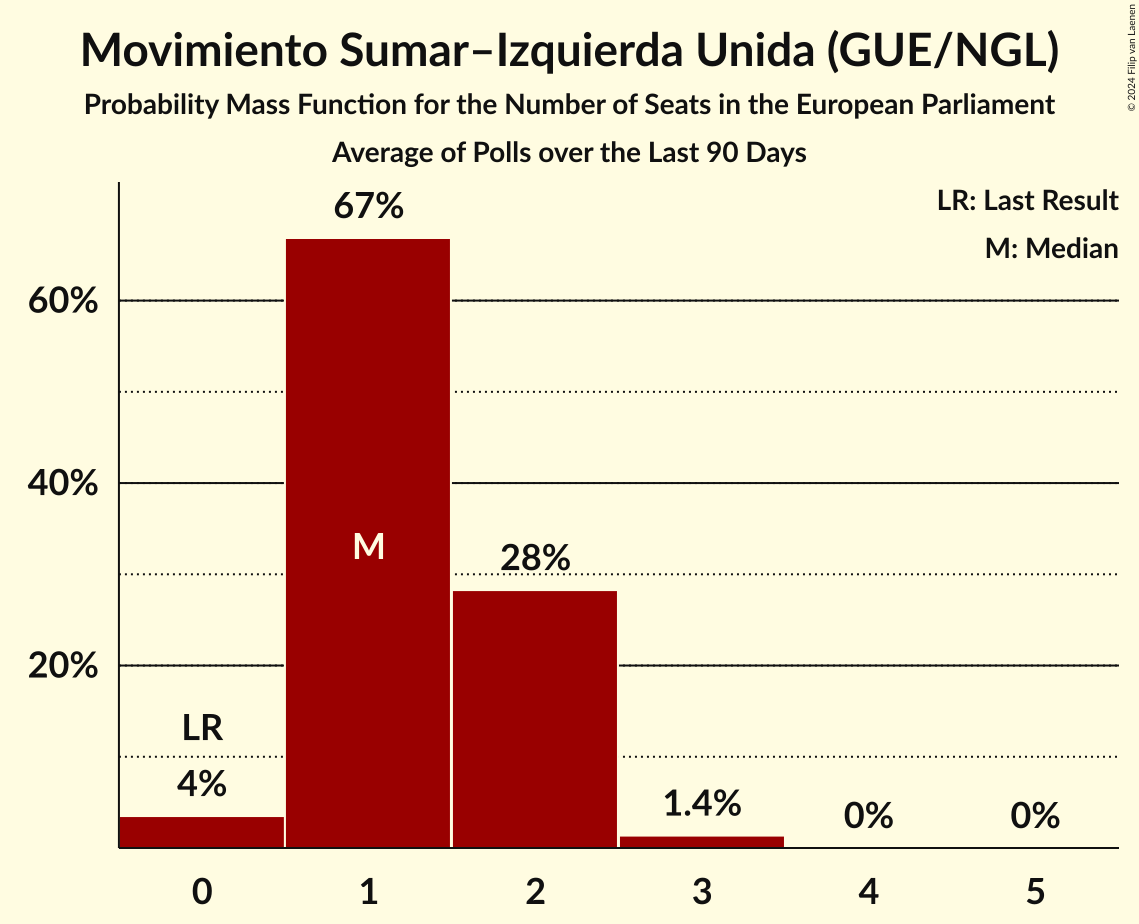 Movimiento Sumar–Izquierda Unida (GUE/NGL)
Probability Mass Function for the Number of Seats in the European Parliament
Average of Polls over the Last 90 Days
© 2024 Filip van Laenen
LR: Last Result
M: Median
67%
60%
40%
M
28%
20%
LR
4%
1.4%
0%
0%
0 1 2 3 4 5